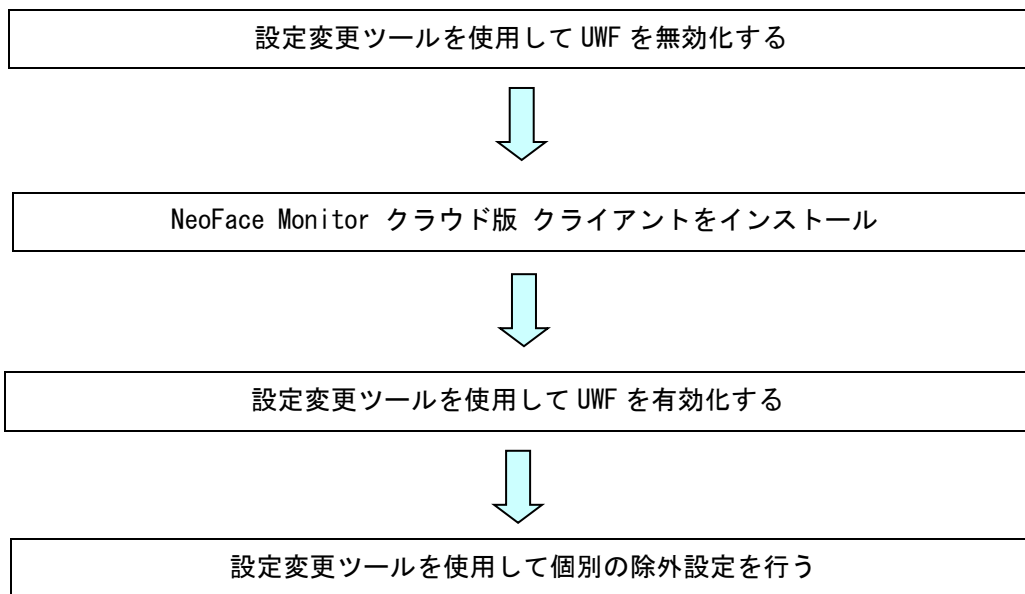 設定変更ツールを使用して UWF を無効化する
NeoFace Monitor クラウド版 クライアントをインストール
設定変更ツールを使用して UWF を有効化する
設定変更ツールを使用して個別の除外設定を行う